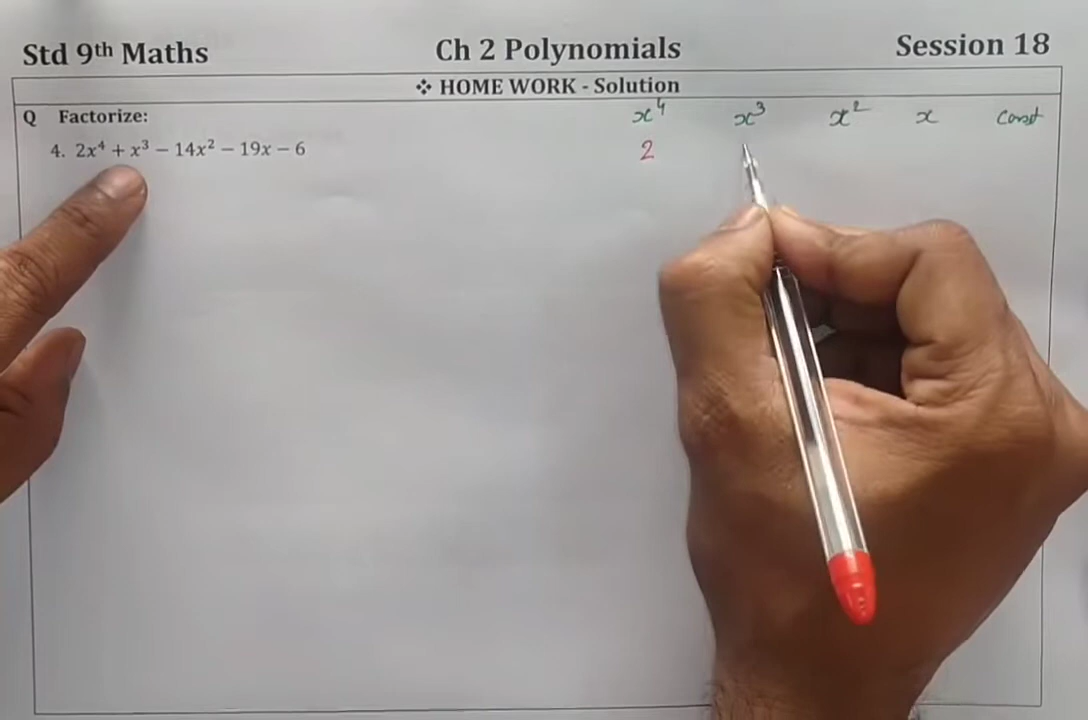 Std 9th Maths Ch 2 Polynomials Session 18
❖ HOME WORK - Solution
Q Factorize: x⁴ x³ x² x const
4. 2x⁴ + x³ − 14x² − 19x − 6 2